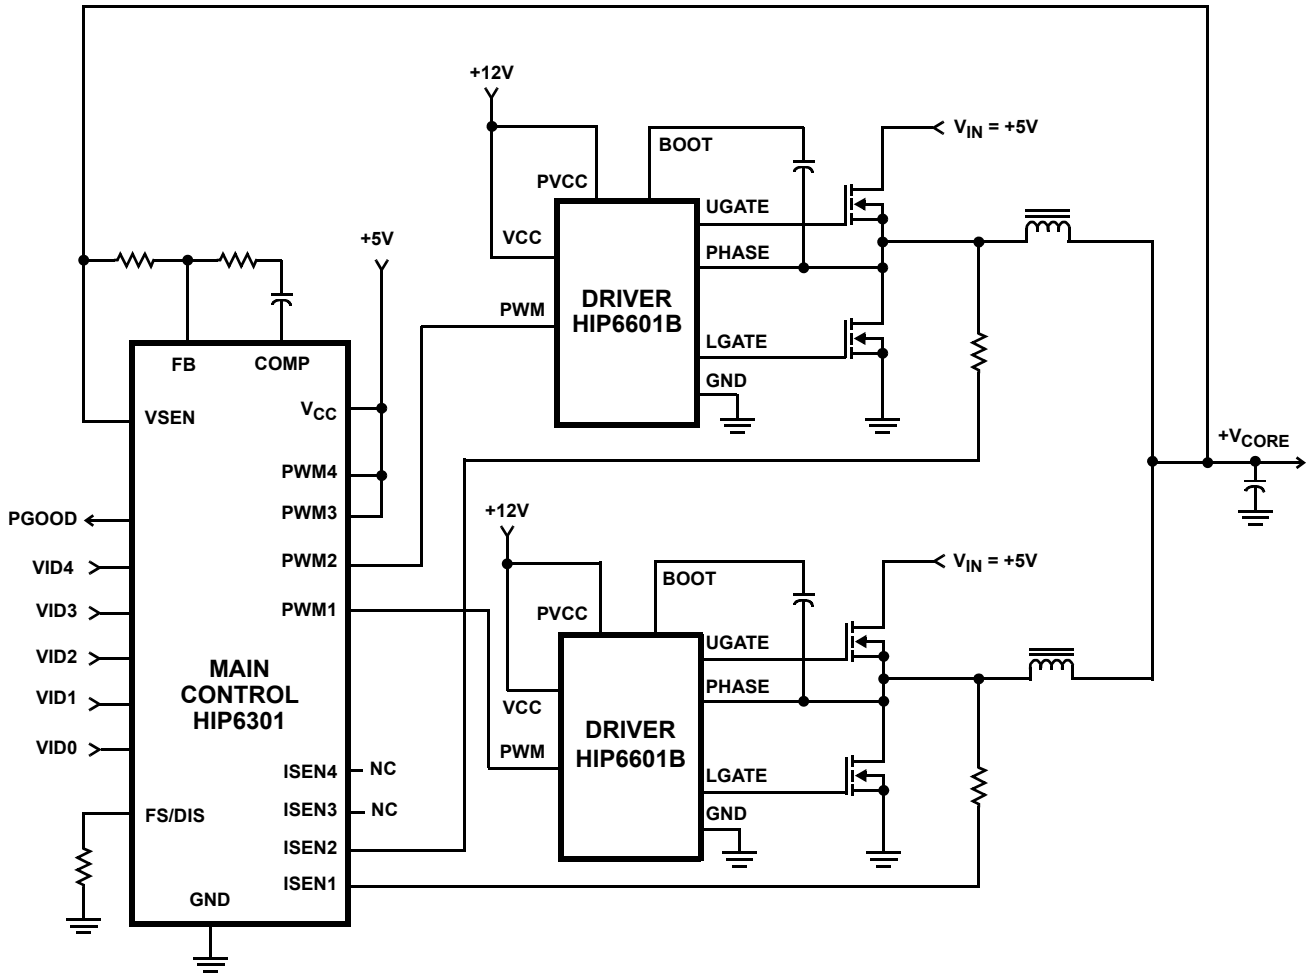 +12V
VIN = +5V
BOOT
PVCC
UGATE
VCC
+5V
PHASE
DRIVER
HIP6601B
PWM
LGATE
GND
FB
COMP
VCC
VSEN
+VCORE
PWM4
PWM3
+12V
PGOOD
PWM2
VIN = +5V
VID4
BOOT
VID3
PWM1
PVCC
UGATE
VID2
MAIN
CONTROL
HIP6301
PHASE
VID1
VCC
DRIVER
HIP6601B
VID0
PWM
ISEN4
NC
LGATE
ISEN3
NC
FS/DIS
GND
ISEN2
ISEN1
GND